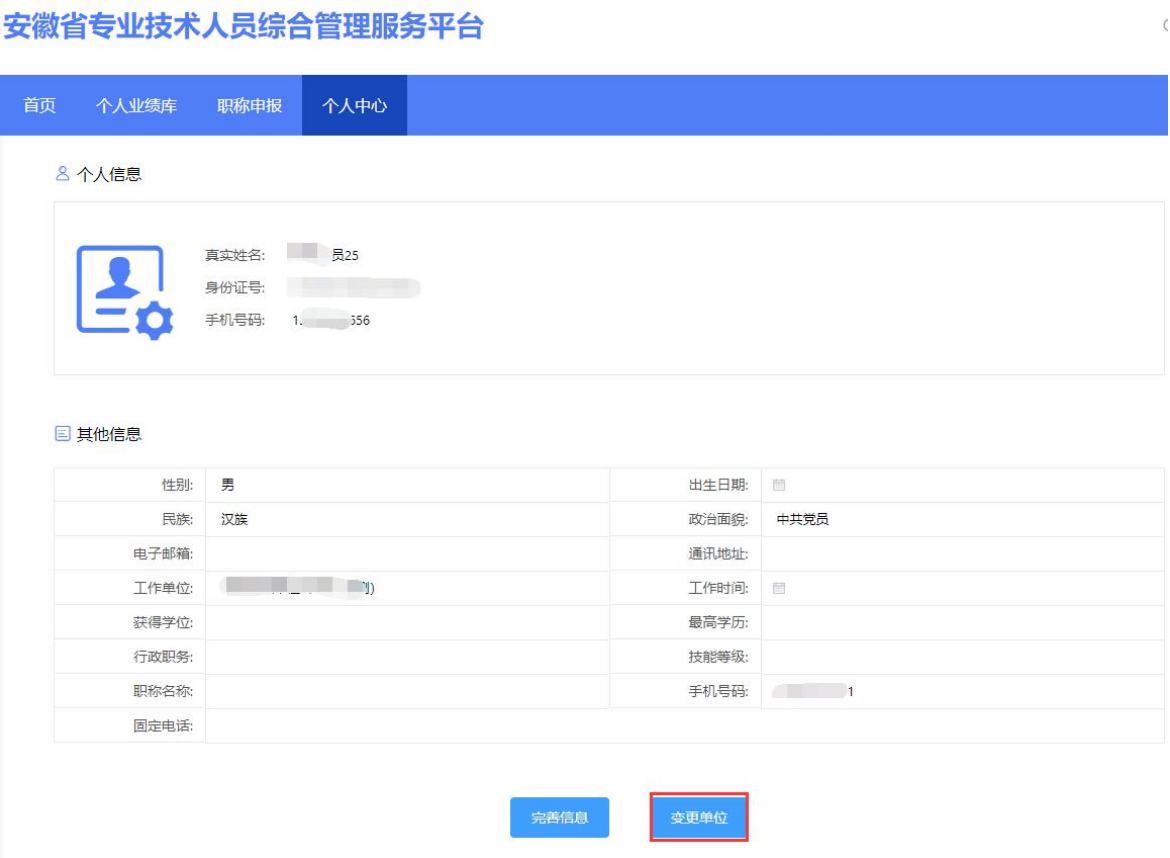 安徽省专业技术人员综合管理服务平台
首页 个人业绩库 职称申报 个人中心
个人信息
真实姓名: 员25
身份证号:
手机号码: 1. 556
其他信息
性别: 男 出生日期:
民族: 汉族 政治面貌: 中共党员
电子邮箱: 通讯地址:
工作单位: ) 工作时间:
获得学位: 最高学历:
行政职务: 技能等级:
职称名称: 手机号码: 1
固定电话:
完善信息 变更单位